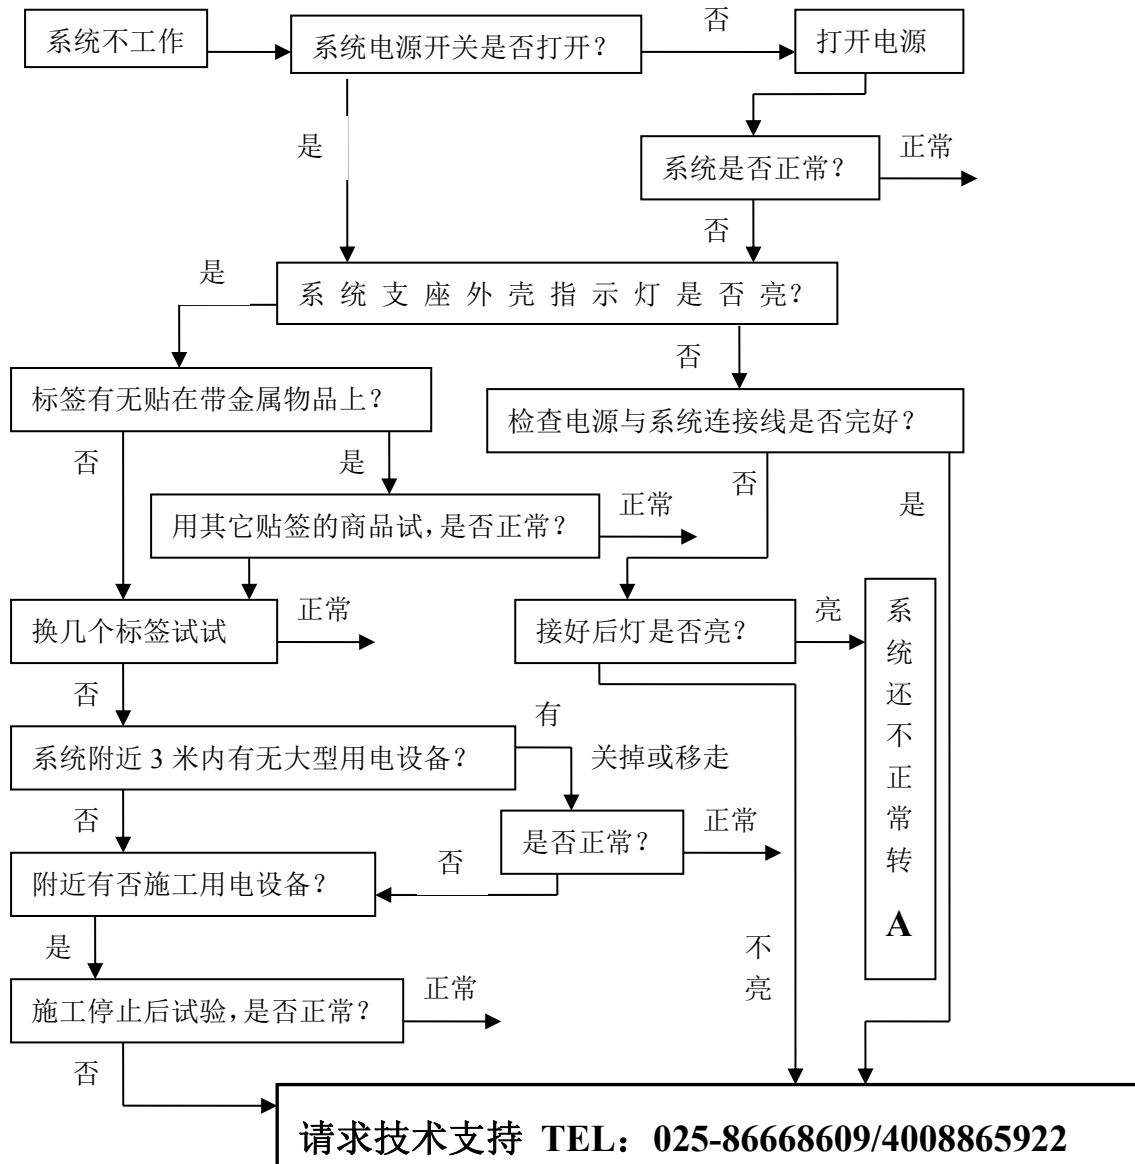 系统不工作
系统电源开关是否打开？
否
打开电源
是
系统是否正常？
正常
否
是
系统支座外壳指示灯是否亮？
否
标签有无贴在带金属物品上？
检查电源与系统连接线是否完好？
否
是
否
是
用其它贴签的商品试，是否正常？
正常
换几个标签试试
正常
接好后灯是否亮？
亮
系统还不正常转A
否
有
系统附近 3 米内有无大型用电设备？
关掉或移走
否
是否正常？
正常
否
附近有否施工用电设备？
是
不亮
施工停止后试验，是否正常？
正常
否
请求技术支持 TEL：025-86668609/4008865922